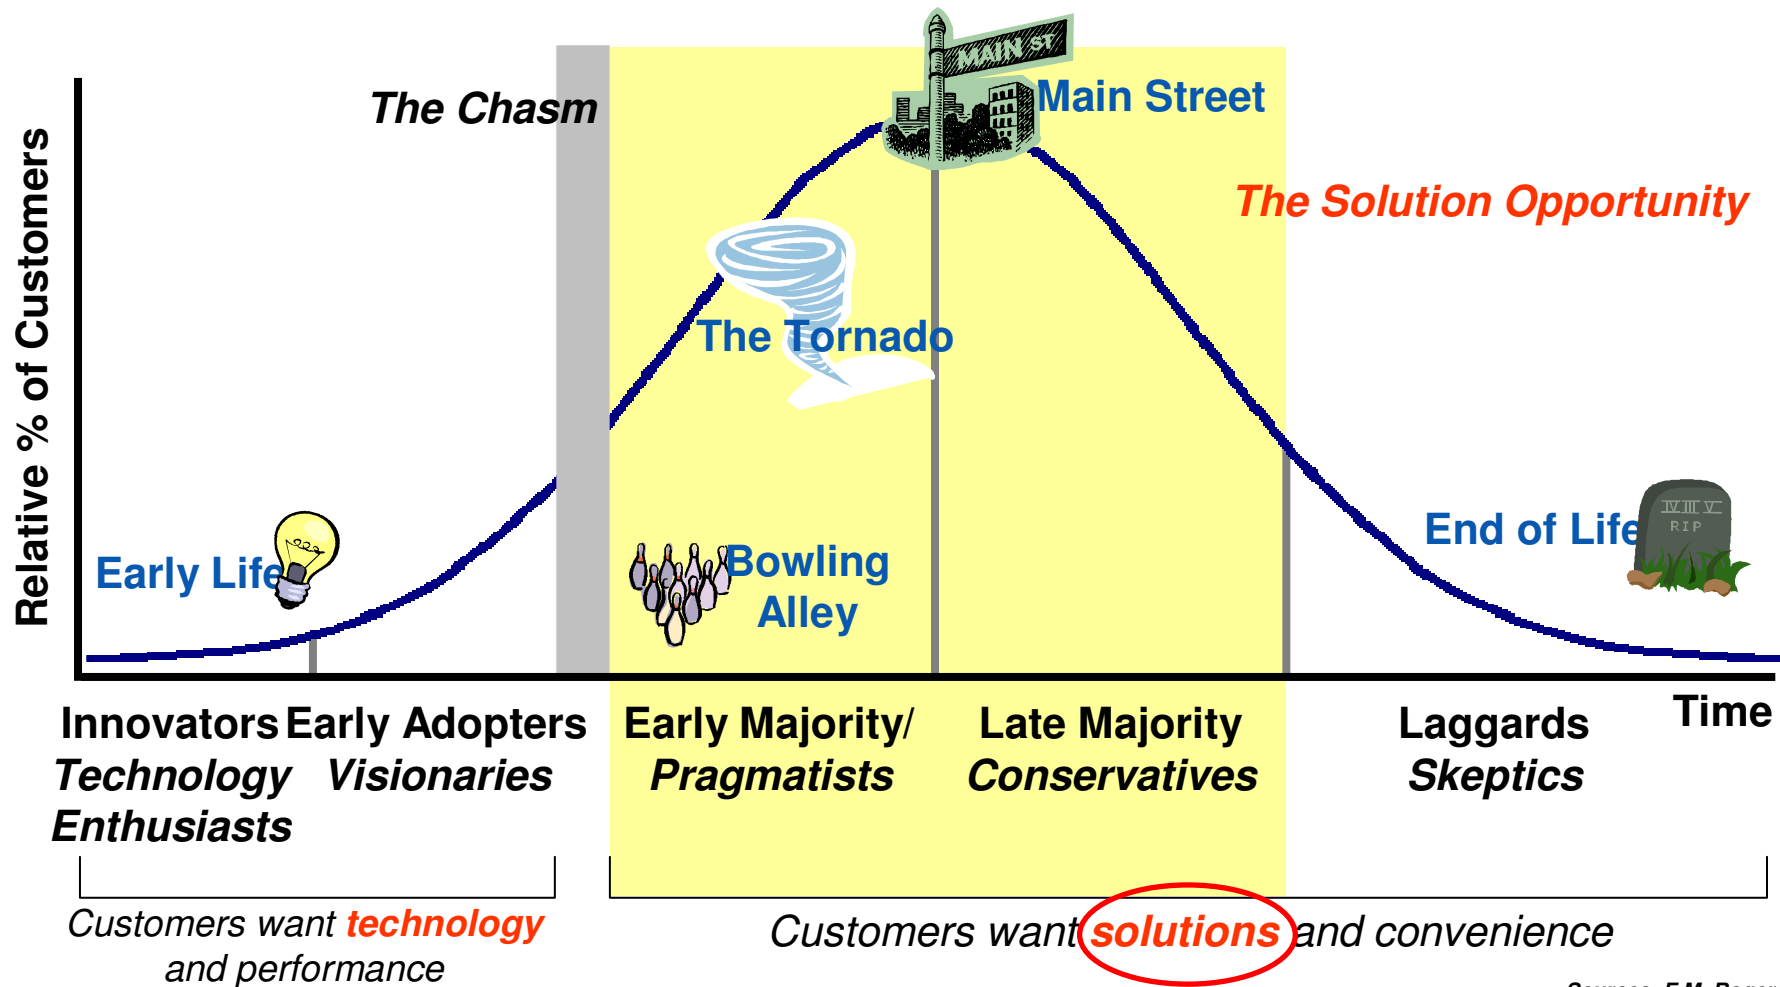 MAIN ST
The Chasm
Main Street
The Solution Opportunity
Relative % of Customers
The Tornado
Early Life
Bowling
Alley
End of Life
IV III V
RIP
Time
Innovators
Technology
Enthusiasts
Early Adopters
Visionaries
Early Majority/
Pragmatists
Late Majority
Conservatives
Laggards
Skeptics
Customers want technology
and performance
Customers want solutions and convenience